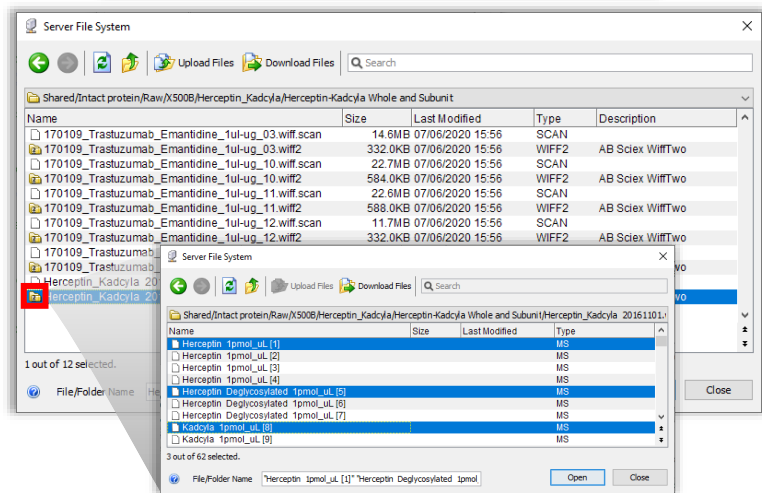 Server File System
Upload Files Download Files Search
Shared/Intact protein/Raw/X500B/Herceptin_Kadcyla/Herceptin-Kadcyla Whole and Subunit
Name Size Last Modified Type Description
170109_Trastuzumab_Emantidine_1ul-ug_03.wiff.scan 14.6MB 07/06/2020 15:56 SCAN
170109_Trastuzumab_Emantidine_1ul-ug_03.wiff2 332.0KB 07/06/2020 15:56 WIFF2 AB Sciex WiffTwo
170109_Trastuzumab_Emantidine_1ul-ug_10.wiff.scan 22.7MB 07/06/2020 15:56 SCAN
170109_Trastuzumab_Emantidine_1ul-ug_10.wiff2 584.0KB 07/06/2020 15:56 WIFF2 AB Sciex WiffTwo
170109_Trastuzumab_Emantidine_1ul-ug_11.wiff.scan 22.6MB 07/06/2020 15:56 SCAN
170109_Trastuzumab_Emantidine_1ul-ug_11.wiff2 588.0KB 07/06/2020 15:56 WIFF2 AB Sciex WiffTwo
170109_Trastuzumab_Emantidine_1ul-ug_12.wiff.scan 11.7MB 07/06/2020 15:56 SCAN
170109_Trastuzumab_Emantidine_1ul-ug_12.wiff2 332.0KB 07/06/2020 15:56 WIFF2 AB Sciex WiffTwo
170109_Trastuzumab_
170109_Trastuzumab_
Herceptin_Kadcyla 20
Herceptin_Kadcyla 20
1 out of 12 selected.
File/Folder Name
Close
Server File System
Upload Files Download Files Search
Shared/Intact protein/Raw/X500B/Herceptin_Kadcyla/Herceptin-Kadcyla Whole and Subunit/Herceptin_Kadcyla 20161101.
Name Size Last Modified Type
Herceptin 1pmol_uL [1] MS
Herceptin 1pmol_uL [2] MS
Herceptin 1pmol_uL [3] MS
Herceptin 1pmol_uL [4] MS
Herceptin Deglycosylated 1pmol_uL [5] MS
Herceptin Deglycosylated 1pmol_uL [6] MS
Herceptin Deglycosylated 1pmol_uL [7] MS
Kadcyla 1pmol_uL [8] MS
Kadcyla 1pmol_uL [9] MS
3 out of 62 selected.
File/Folder Name "Herceptin 1pmol_uL [1]" "Herceptin Deglycosylated 1pmol_
Open Close